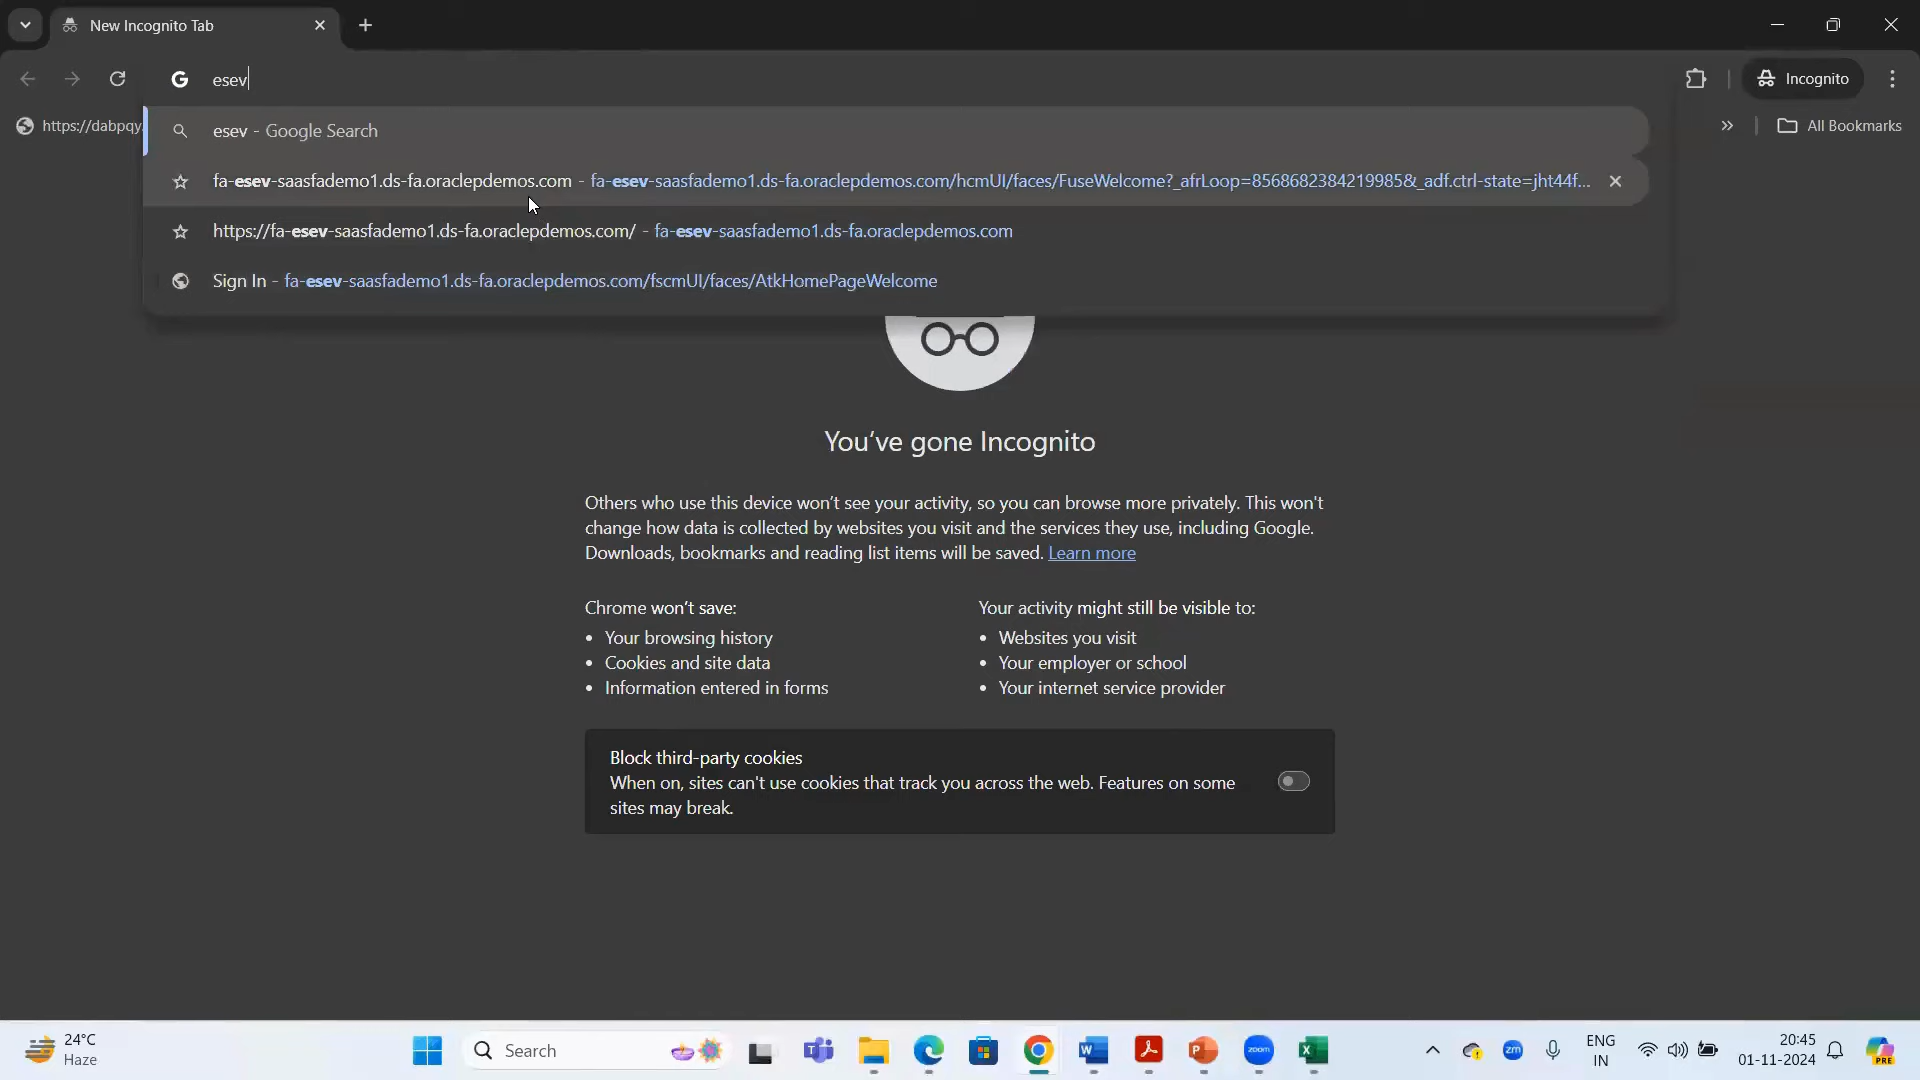 New Incognito Tab
esev
Incognito
https://dabpqy
All Bookmarks
esev - Google Search
fa-esev-saasfademo1.ds-fa.oraclepdemos.com - fa-esev-saasfademo1.ds-fa.oraclepdemos.com/hcmUI/faces/FuseWelcome?_afrLoop=8568682384219985&_adf.ctrl-state=jht44f...
https://fa-esev-saasfademo1.ds-fa.oraclepdemos.com/ - fa-esev-saasfademo1.ds-fa.oraclepdemos.com
Sign In - fa-esev-saasfademo1.ds-fa.oraclepdemos.com/fscmUI/faces/AtkHomePageWelcome
You've gone Incognito
Others who use this device won't see your activity, so you can browse more privately. This won't
change how data is collected by websites you visit and the services they use, including Google.
Downloads, bookmarks and reading list items will be saved. Learn more
Chrome won't save:
• Your browsing history
• Cookies and site data
• Information entered in forms
Your activity might still be visible to:
• Websites you visit
• Your employer or school
• Your internet service provider
Block third-party cookies
When on, sites can't use cookies that track you across the web. Features on some
sites may break.
24°C
Haze
Search
zoom
zm
ENG
IN
20:45
01-11-2024
PRE